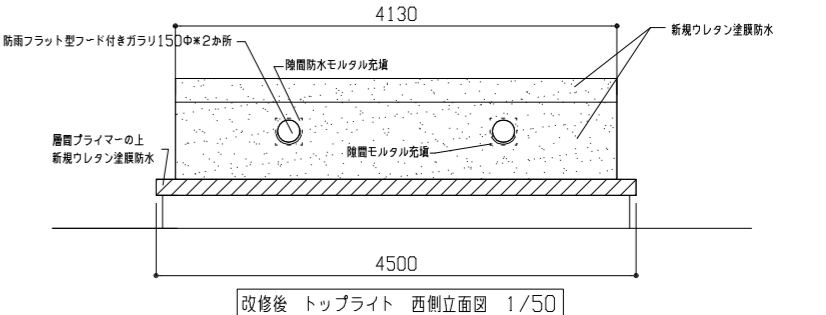 4130
新規ウレタン塗膜防水
防雨フラット型フード付きガラリ150Φ※2か所
隙間防水モルタル充填
層間プライマーの上
新規ウレタン塗膜防水
隙間モルタル充填
4500
改修後 トップライト 西側立面図 1/50